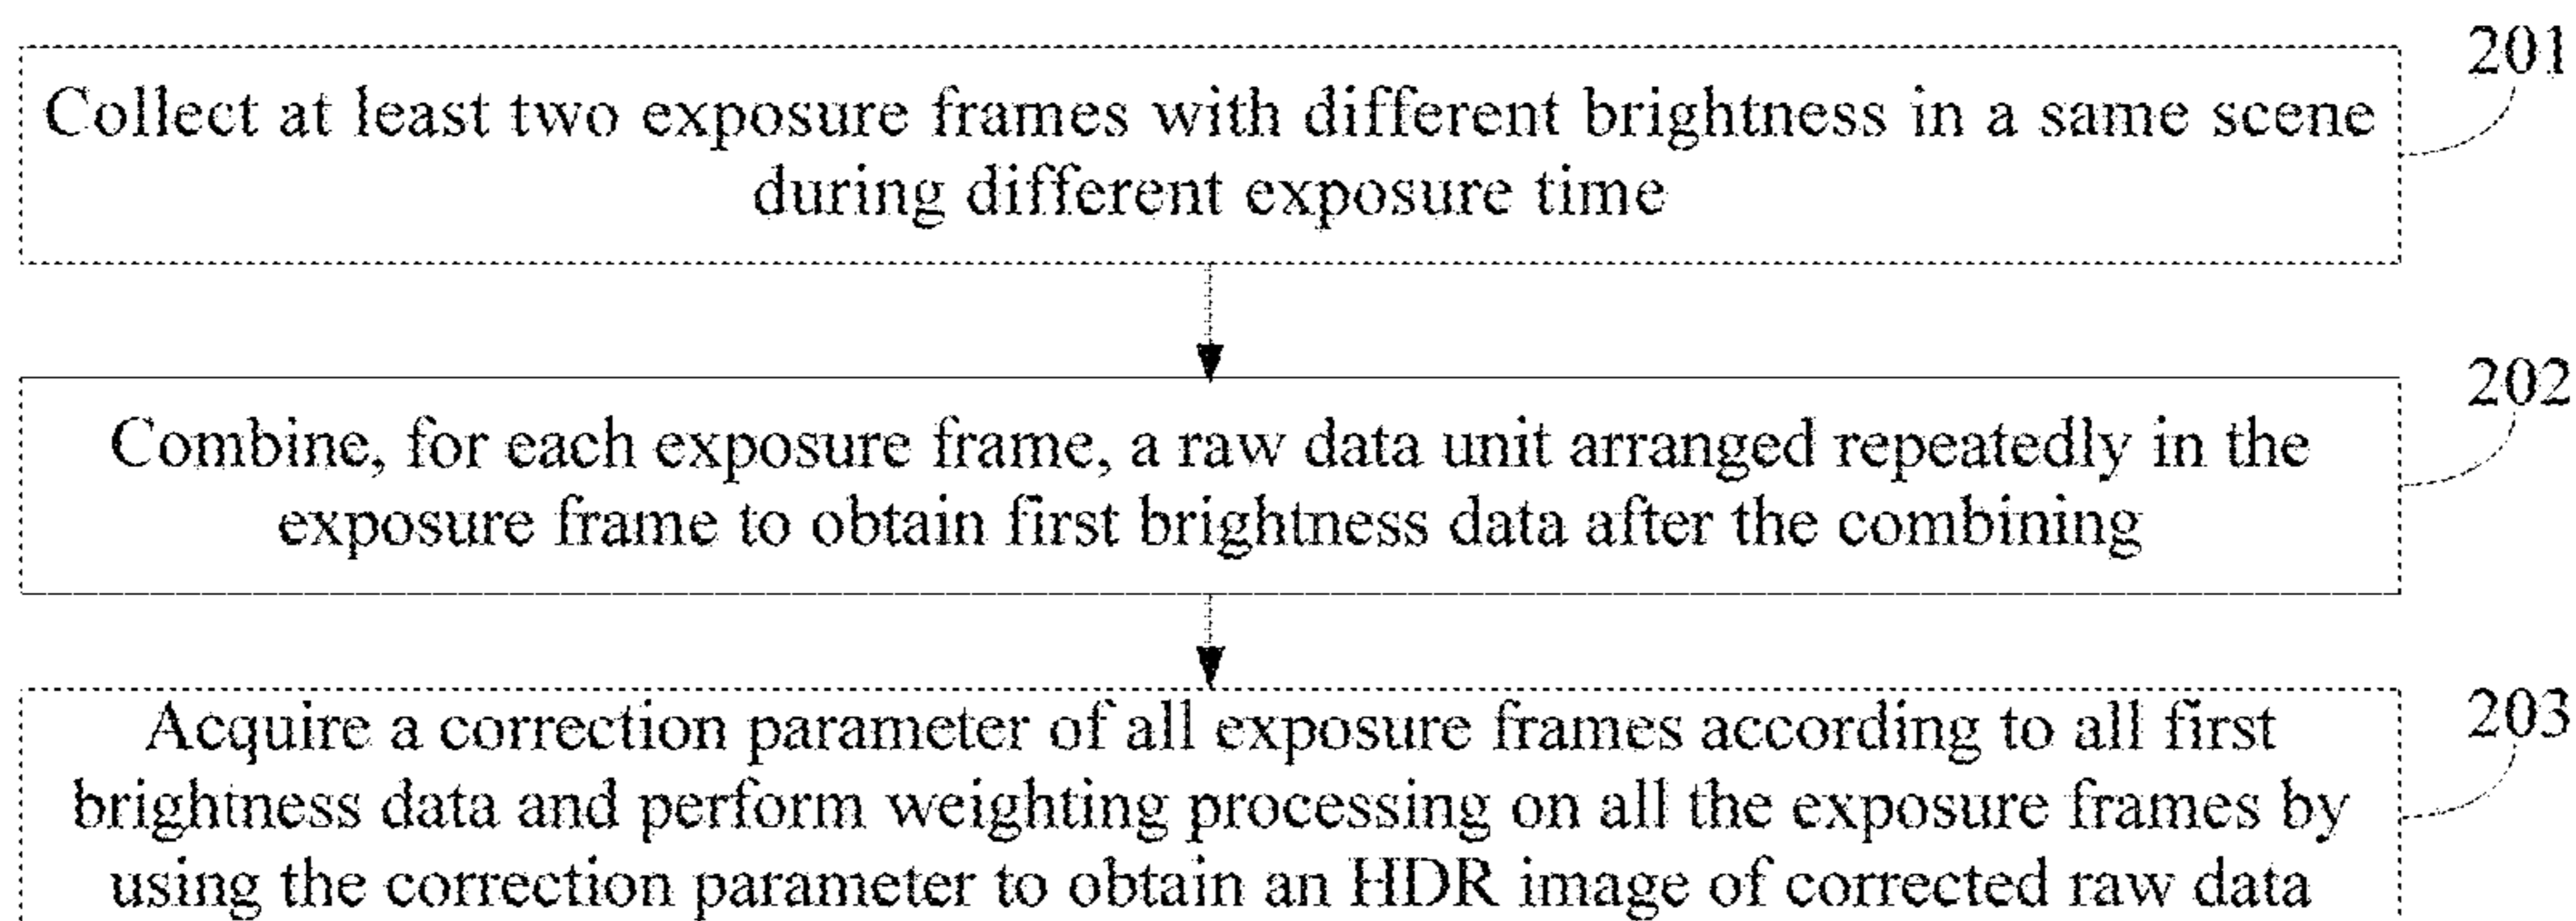 201
Collect at least two exposure frames with different brightness in a same scene
during different exposure time
202
Combine, for each exposure frame, a raw data unit arranged repeatedly in the
exposure frame to obtain first brightness data after the combining
203
Acquire a correction parameter of all exposure frames according to all first
brightness data and perform weighting processing on all the exposure frames by
using the correction parameter to obtain an HDR image of corrected raw data